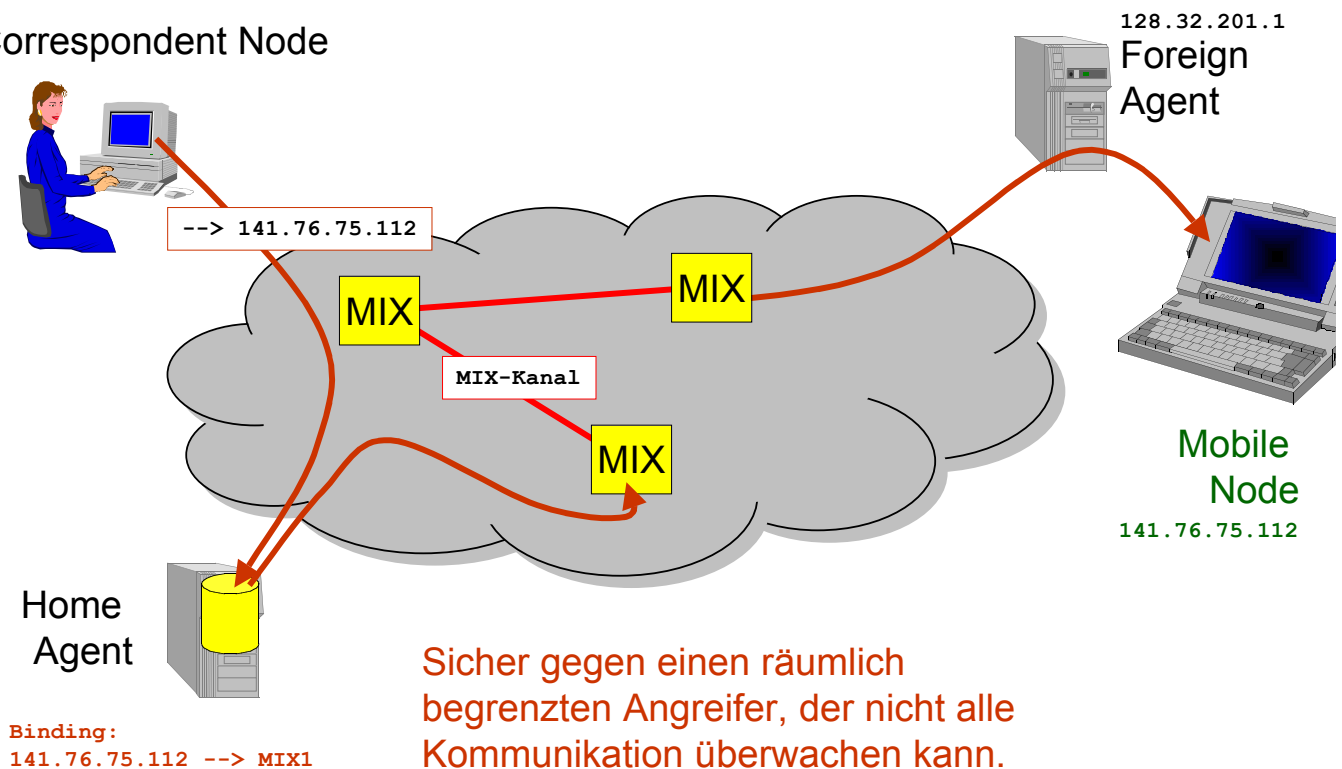 Correspondent Node
128.32.201.1
Foreign
Agent
--> 141.76.75.112
MIX
MIX
MIX-Kanal
MIX
Mobile
Node
141.76.75.112
Home
Agent
Binding:
141.76.75.112 --> MIX1
Sicher gegen einen räumlich
begrenzten Angreifer, der nicht alle
Kommunikation überwachen kann.